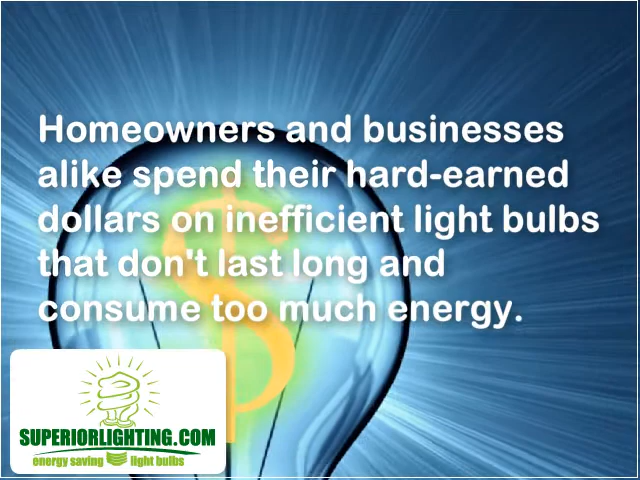 Homeowners and businesses
alike spend their hard-earned
dollars on inefficient light bulbs
that don't last long and
consume too much energy.
SUPERIORLIGHTING.COM
energy saving light bulbs